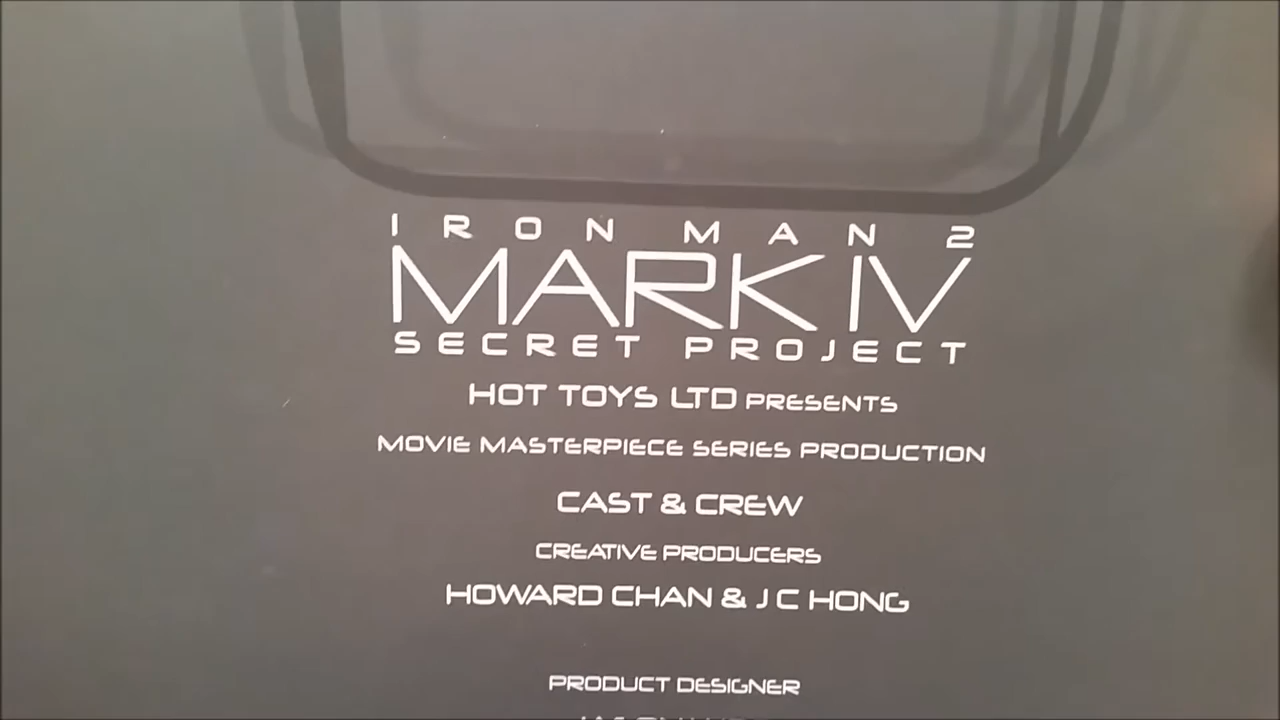 IRON MAN 2
MARK IV
SECRET PROJECT
HOT TOYS LTD PRESENTS
MOVIE MASTERPIECE SERIES PRODUCTION
CAST & CREW
CREATIVE PRODUCERS
HOWARD CHAN & J C HONG
PRODUCT DESIGNER